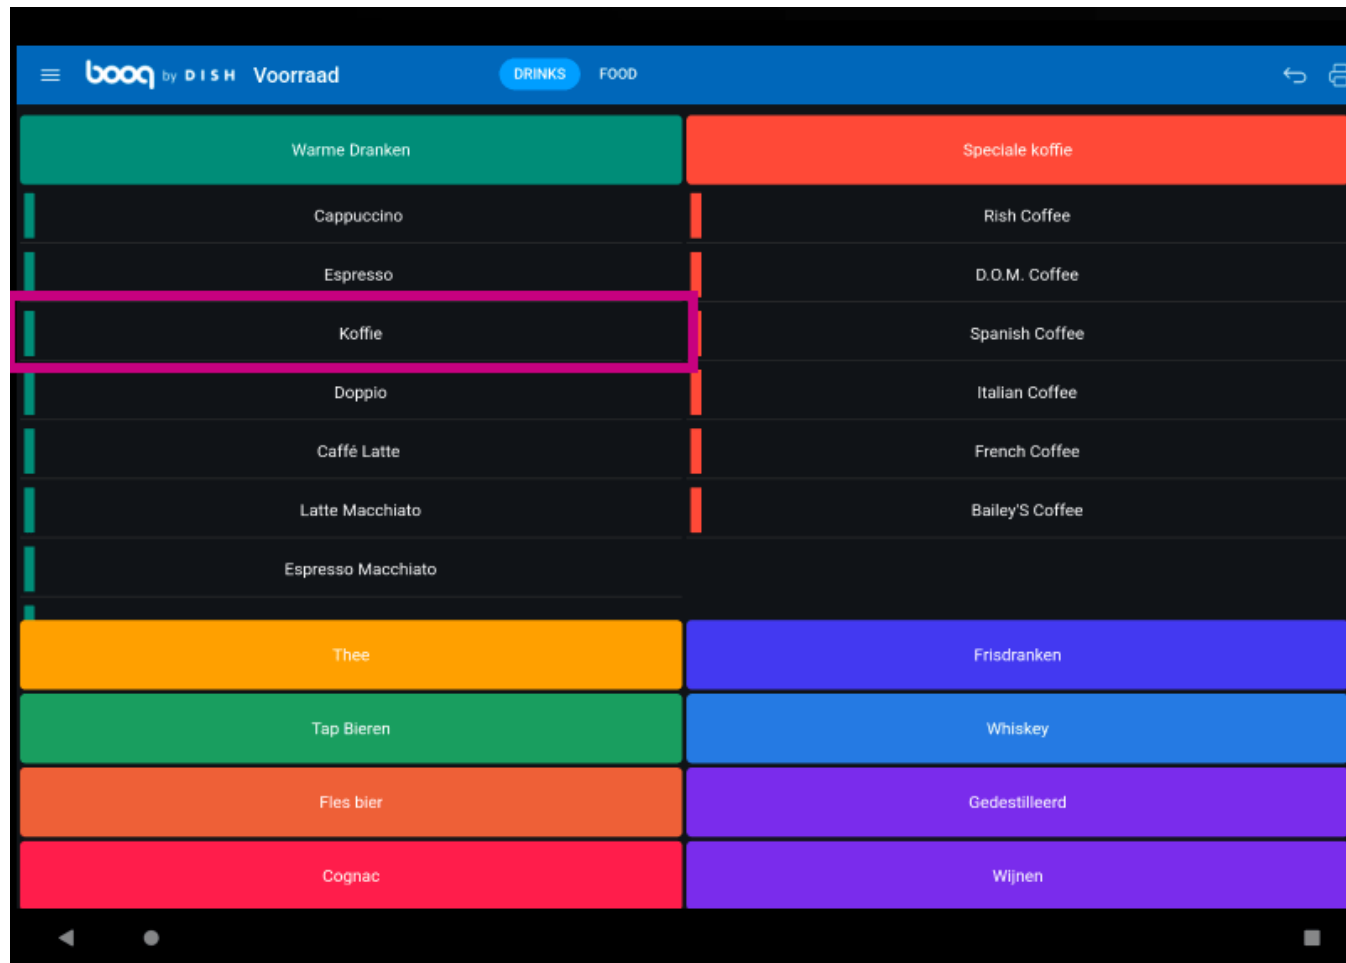 booq by DISH Voorraad DRINKS FOOD
Warme Dranken
Speciale koffie
Cappuccino
Rish Coffee
Espresso
D.O.M. Coffee
Koffie
Spanish Coffee
Doppio
Italian Coffee
Caffé Latte
French Coffee
Latte Macchiato
Bailey'S Coffee
Espresso Macchiato
Thee
Frisdranken
Tap Bieren
Whiskey
Fles bier
Gedestilleerd
Cognac
Wijnen